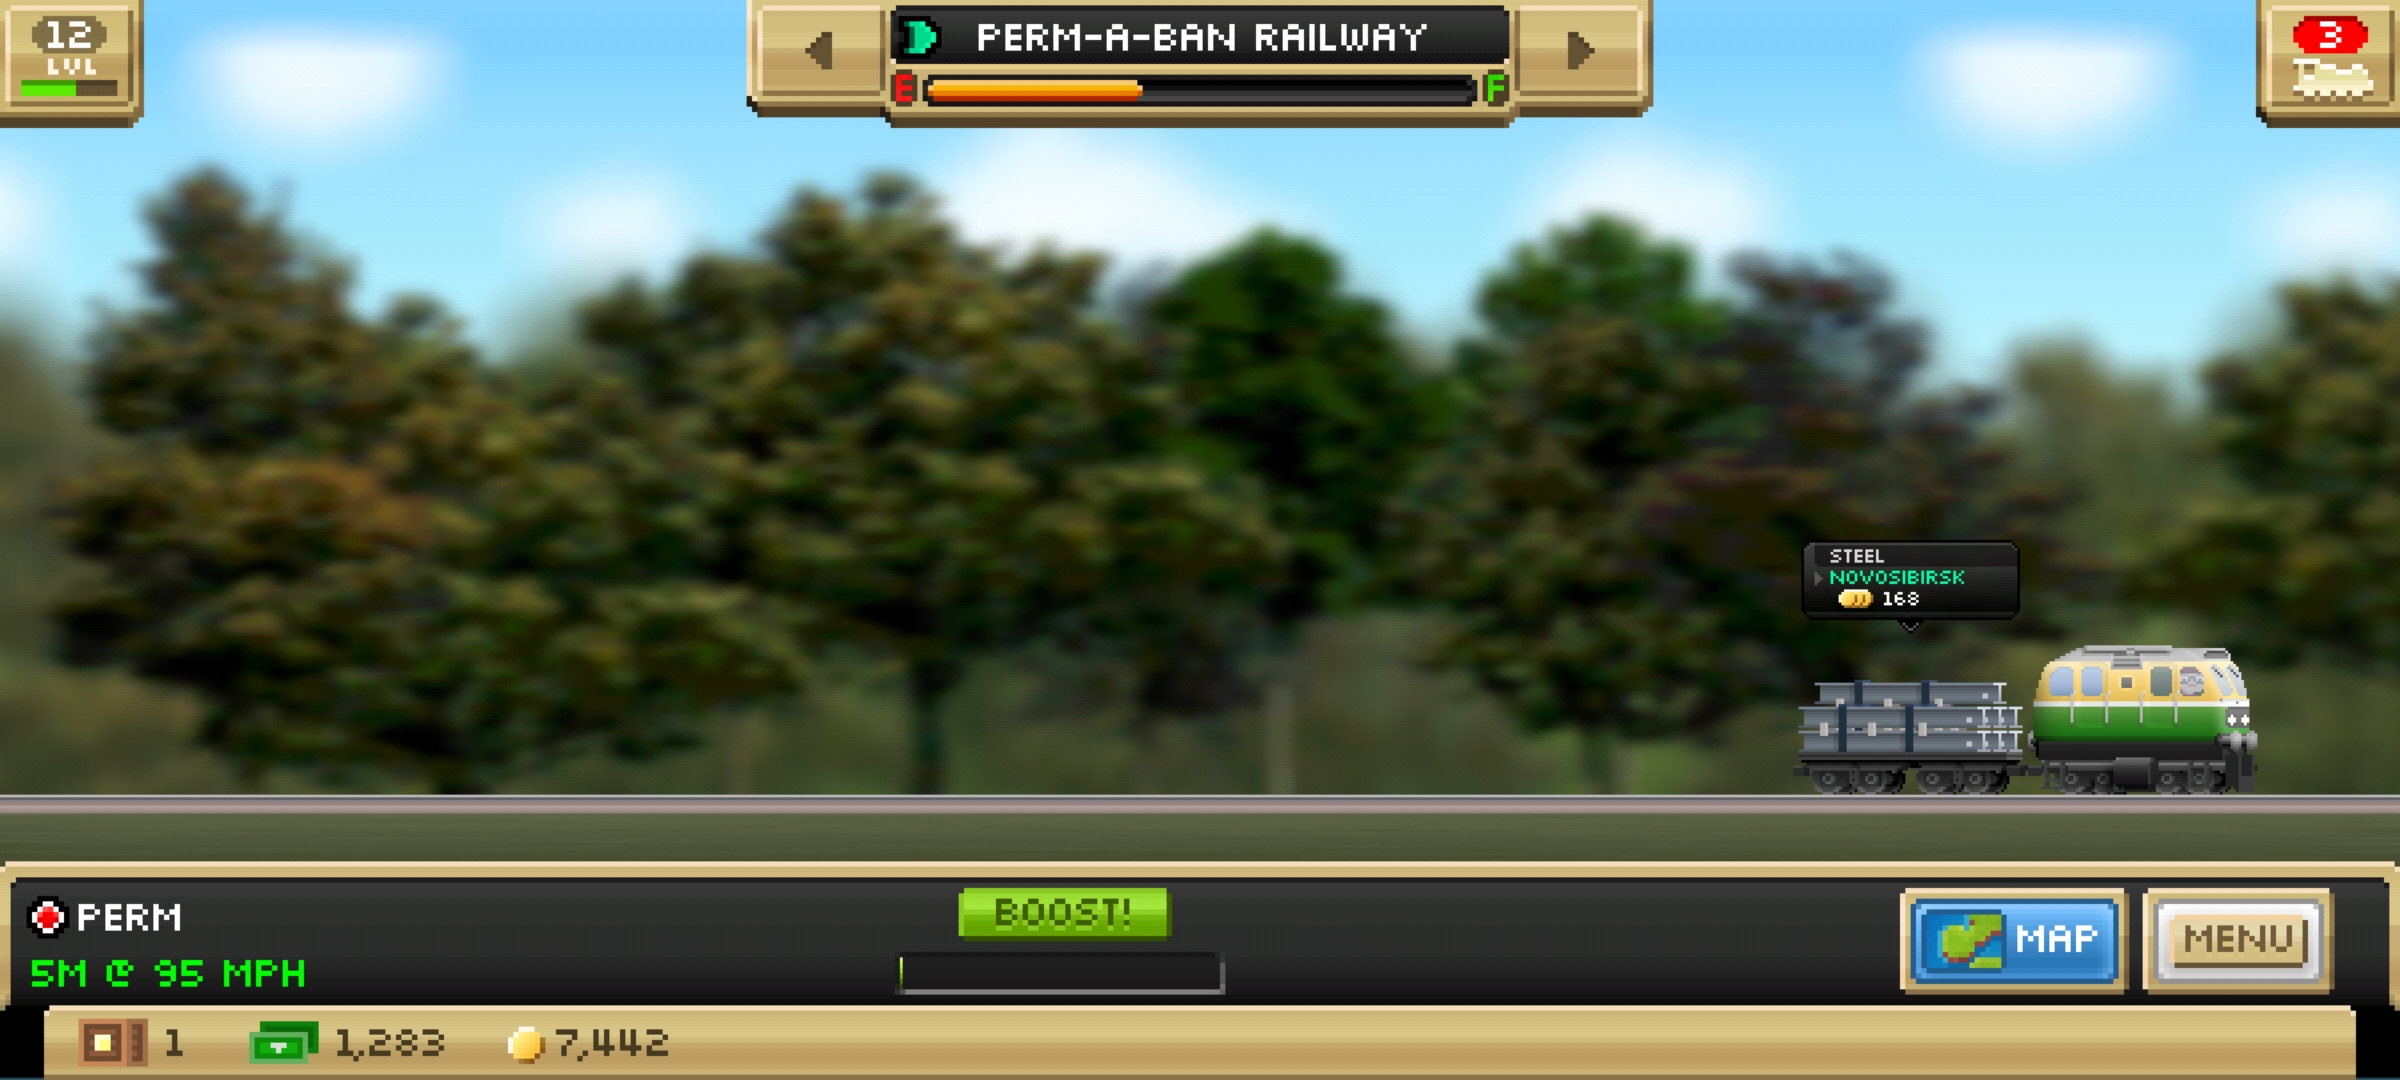 12
LVL
PERM-A-BAN RAILWAY
E F
3
STEEL
NOVOSIBIRSK
168
PERM
5M @ 95 MPH
BOOST!
MAP
MENU
1
1,283
7,442